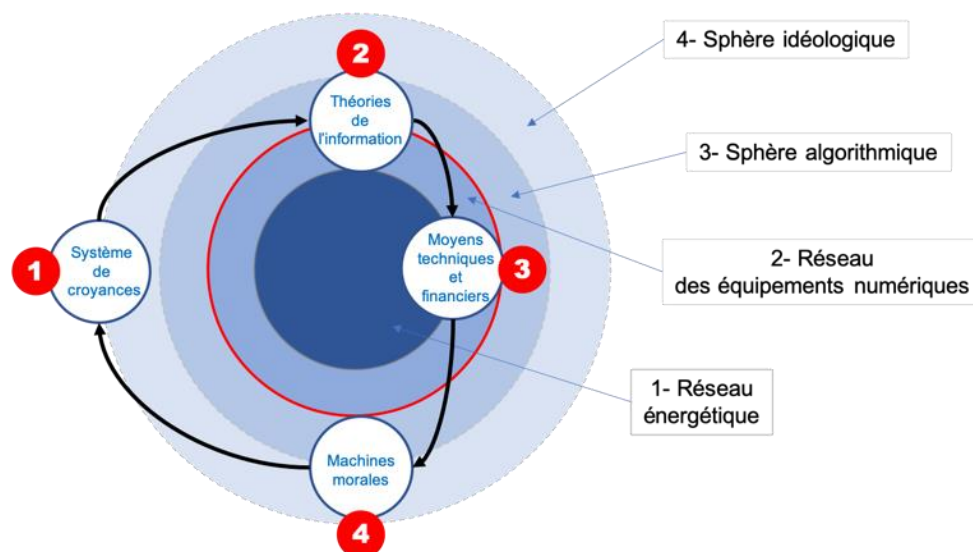 4- Sphère idéologique
2
Théories
de
l'information
3- Sphère algorithmique
1
Système
de
croyances
Moyens
techniques
et
financiers
3
2- Réseau
des équipements numériques
1- Réseau
énergétique
Machines
morales
4